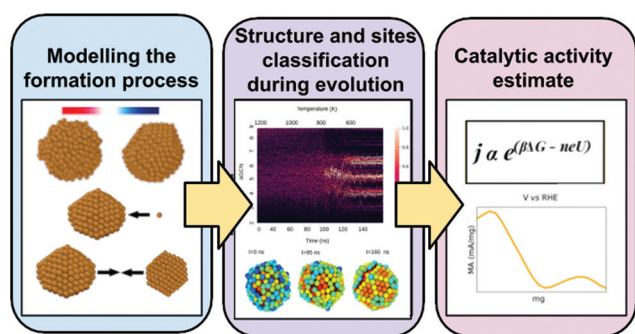 Modelling the
formation process
Structure and sites
classification
during evolution
Temperature (K)
1200 1000 800 600
aGCN
1.0
0 20 40 60 80 100 120 140
Time (ns)
t=0 ns t=95 ns t=160 ns
Catalytic activity
estimate
j α e^(βΔG - neU)
V vs RHE
MA (mA/mg)
mg